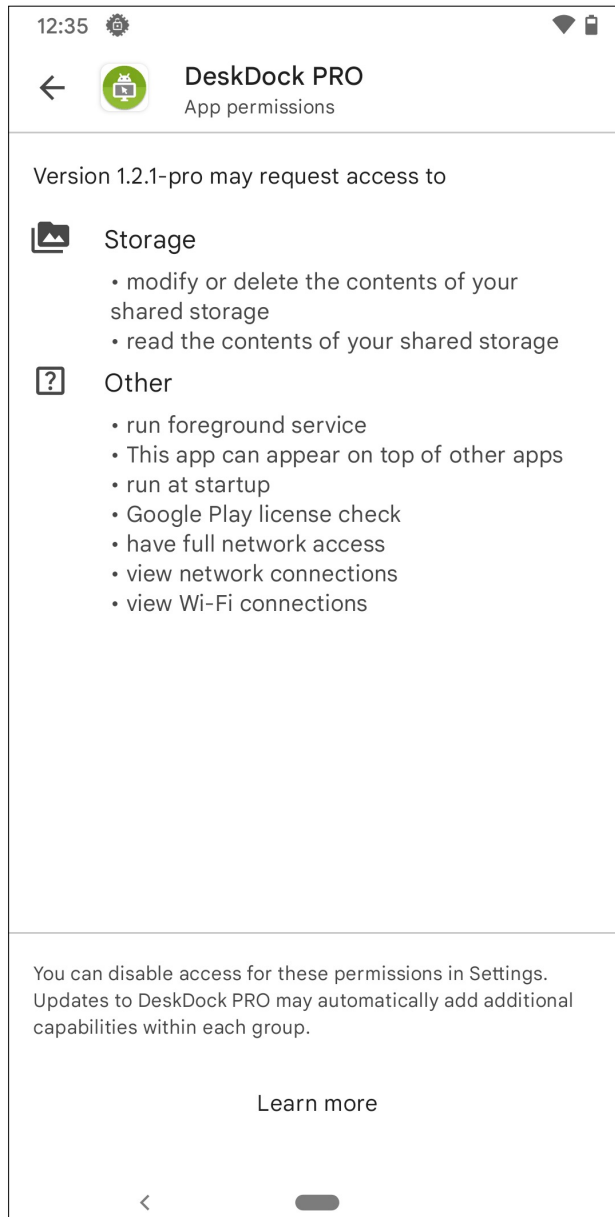 12:35
DeskDock PRO
App permissions
Version 1.2.1-pro may request access to
Storage
• modify or delete the contents of your
shared storage
• read the contents of your shared storage
Other
• run foreground service
• This app can appear on top of other apps
• run at startup
• Google Play license check
• have full network access
• view network connections
• view Wi-Fi connections
You can disable access for these permissions in Settings.
Updates to DeskDock PRO may automatically add additional
capabilities within each group.
Learn more